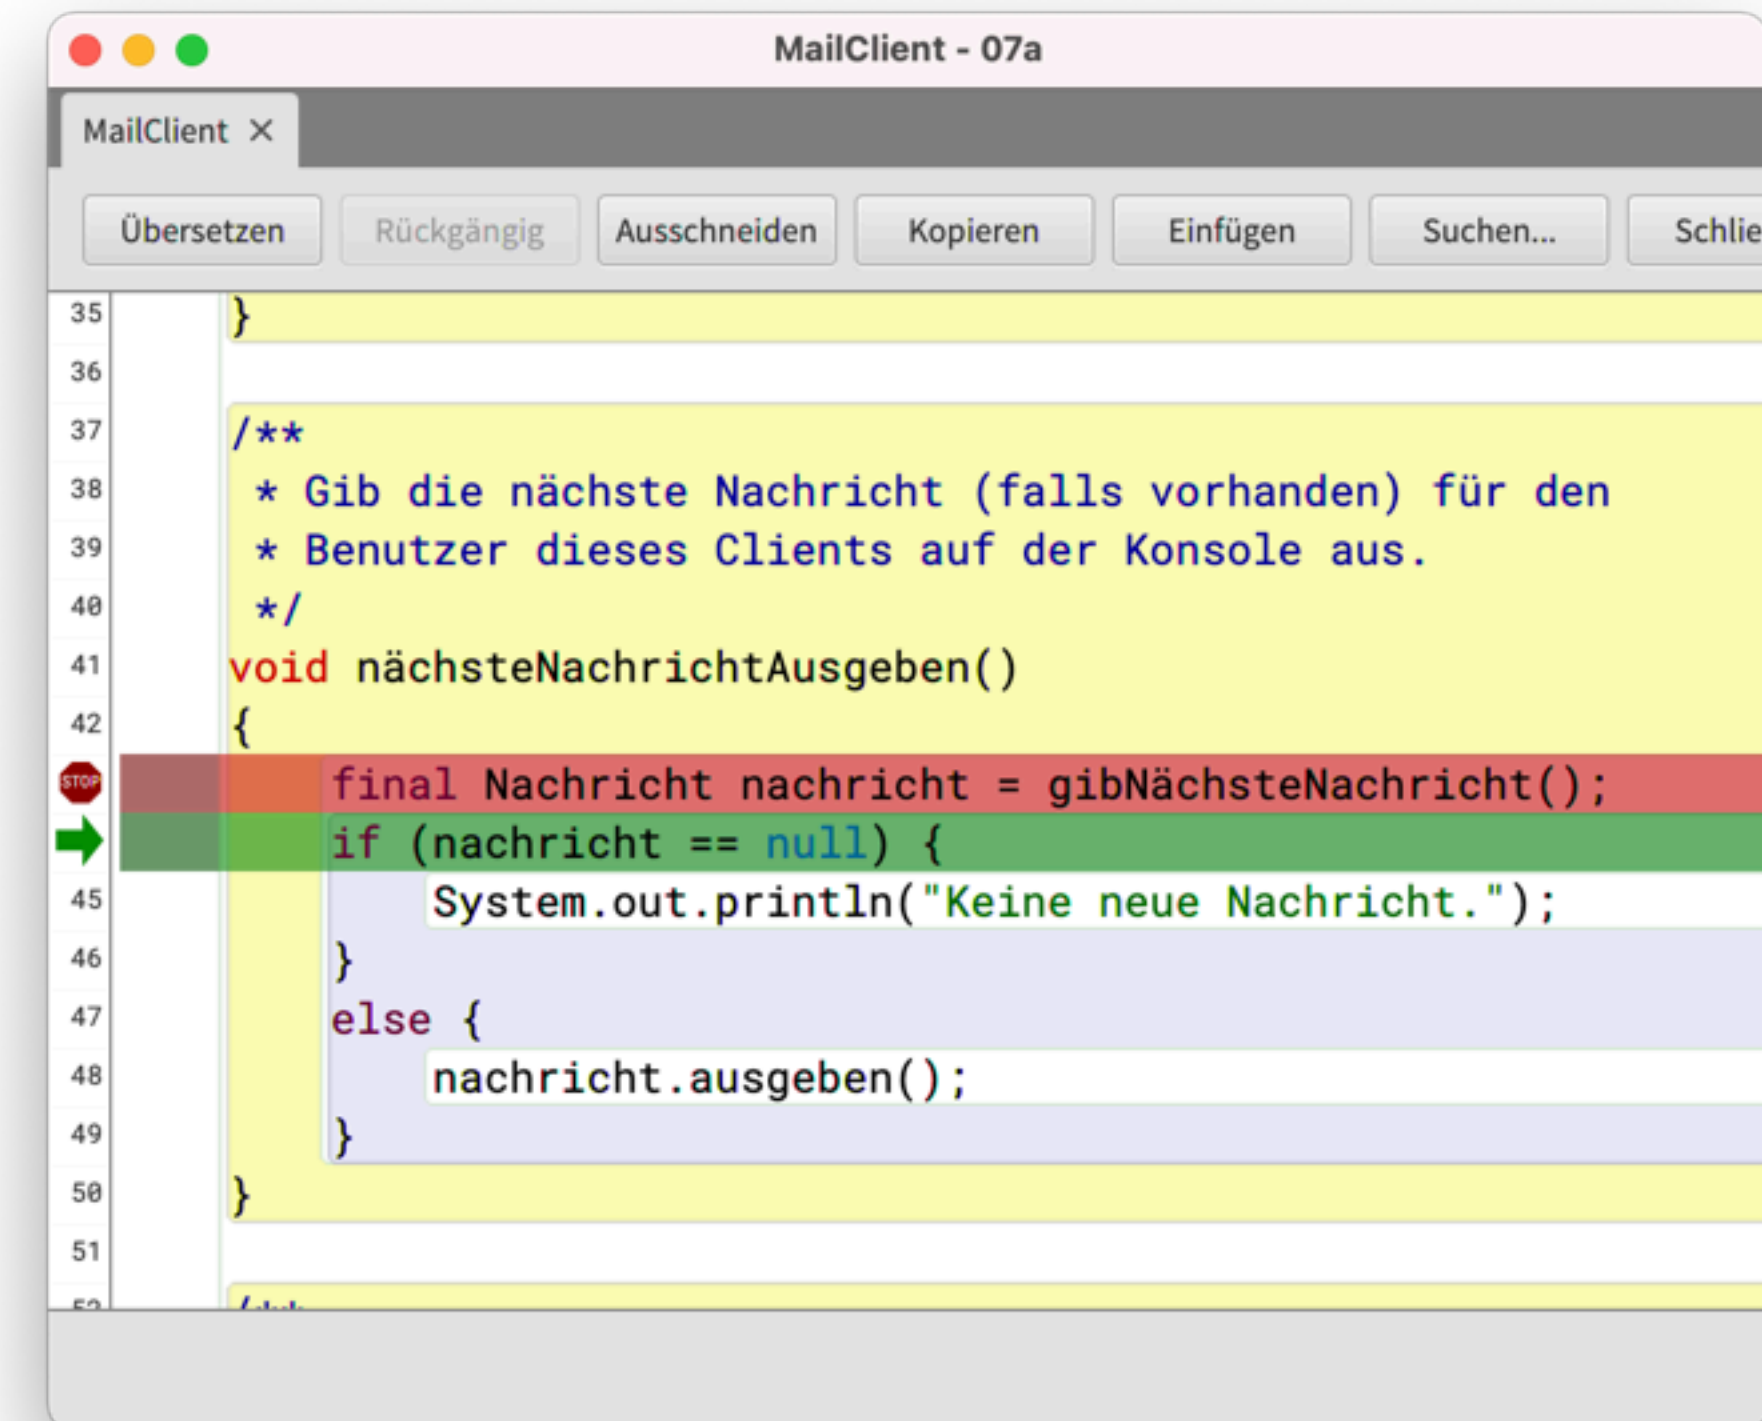 MailClient - 07a
MailClient ×
Übersetzen Rückgängig Ausschneiden Kopieren Einfügen Suchen... Schlie
35 }
36
37 /**
38 * Gib die nächste Nachricht (falls vorhanden) für den
39 * Benutzer dieses Clients auf der Konsole aus.
40 */
41 void nächsteNachrichtAusgeben()
42 {
STOP final Nachricht nachricht = gibNächsteNachricht();
if (nachricht == null) {
45 System.out.println("Keine neue Nachricht.");
46 }
47 else {
48 nachricht.ausgeben();
49 }
50 }
51
52 /**